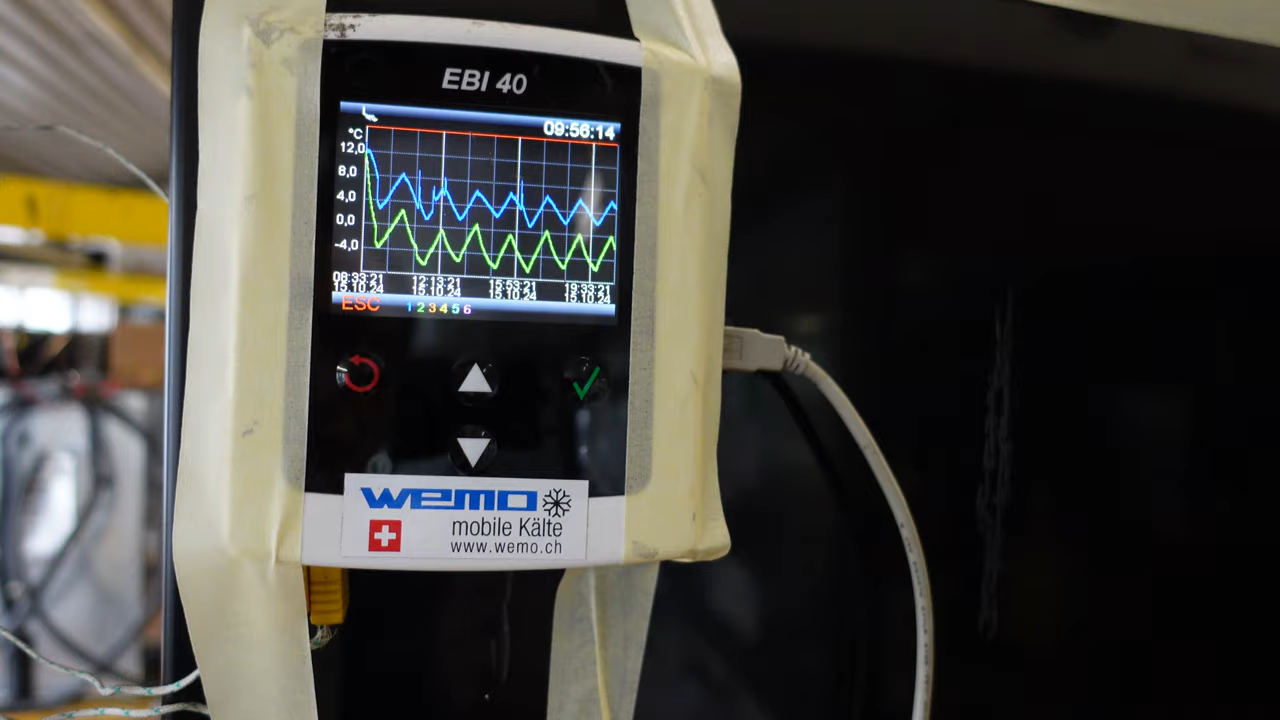 EBI 40
09:56:14
°C
12,0
8,0
4,0
0,0
-4,0
08:33:21 12:13:21 15:53:21 19:33:21
15.10.24 15.10.24 15.10.24 15.10.24
ESC 1 2 3 4 5 6
wemo
mobile Kälte
www.wemo.ch